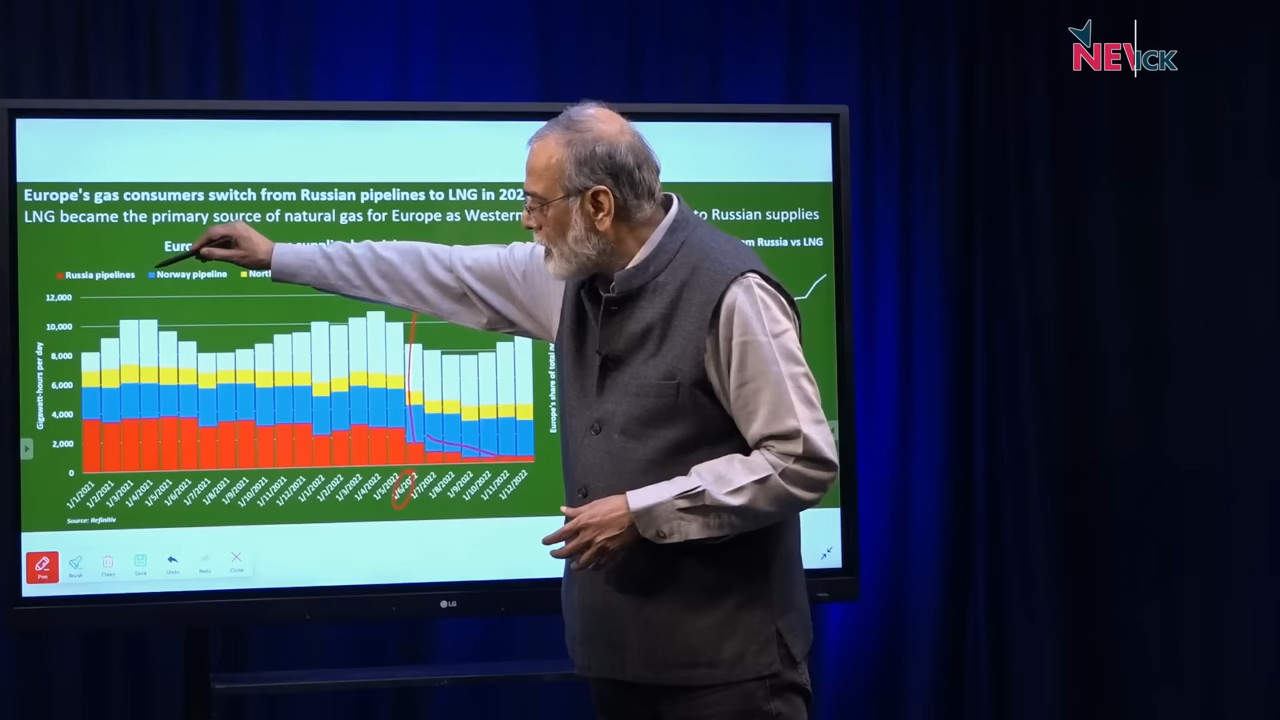 NEW
CK
Europe's gas consumers switch from Russian pipelines to LNG in 202
LNG became the primary source of natural gas for Europe as Western to Russian supplies
om Russia vs LNG
Russia pipelines Norway pipeline
12,000
10,000
8,000
6,000
4,000
2,000
0
Gigawatt-hours per day
Europe's share of total
1/1/2021 1/2/2021 1/3/2021 1/4/2021 1/5/2021 1/6/2021 1/7/2021 1/8/2021 1/9/2021 1/10/2021 1/11/2021 1/12/2021 1/1/2022 1/2/2022 1/3/2022 1/4/2022 1/5/2022 1/7/2022 1/8/2022 1/9/2022 1/10/2022 1/11/2022 1/12/2022
Source: Refinitiv
Pen Brush Clear Save Undo Redo Close
LG